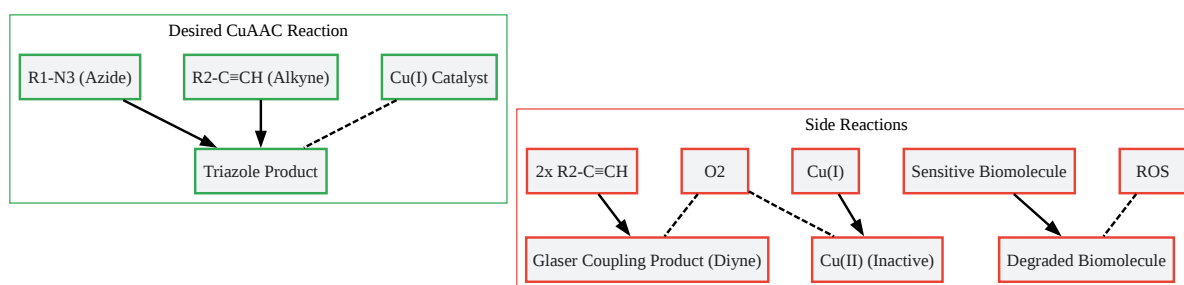 Desired CuAAC Reaction
R1-N3 (Azide)
R2-C≡CH (Alkyne)
Cu(I) Catalyst
Triazole Product
Side Reactions
2x R2-C≡CH
O2
Cu(I)
Sensitive Biomolecule
ROS
Glaser Coupling Product (Diyne)
Cu(II) (Inactive)
Degraded Biomolecule